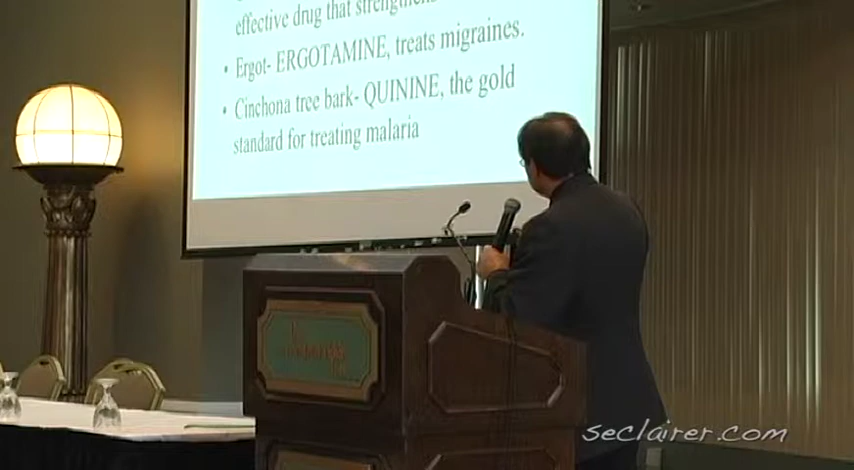 effective drug that strengthens
• Ergot- ERGOTAMINE, treats migraines.
• Cinchona tree bark- QUININE, the gold
standard for treating malaria
seclairer.com